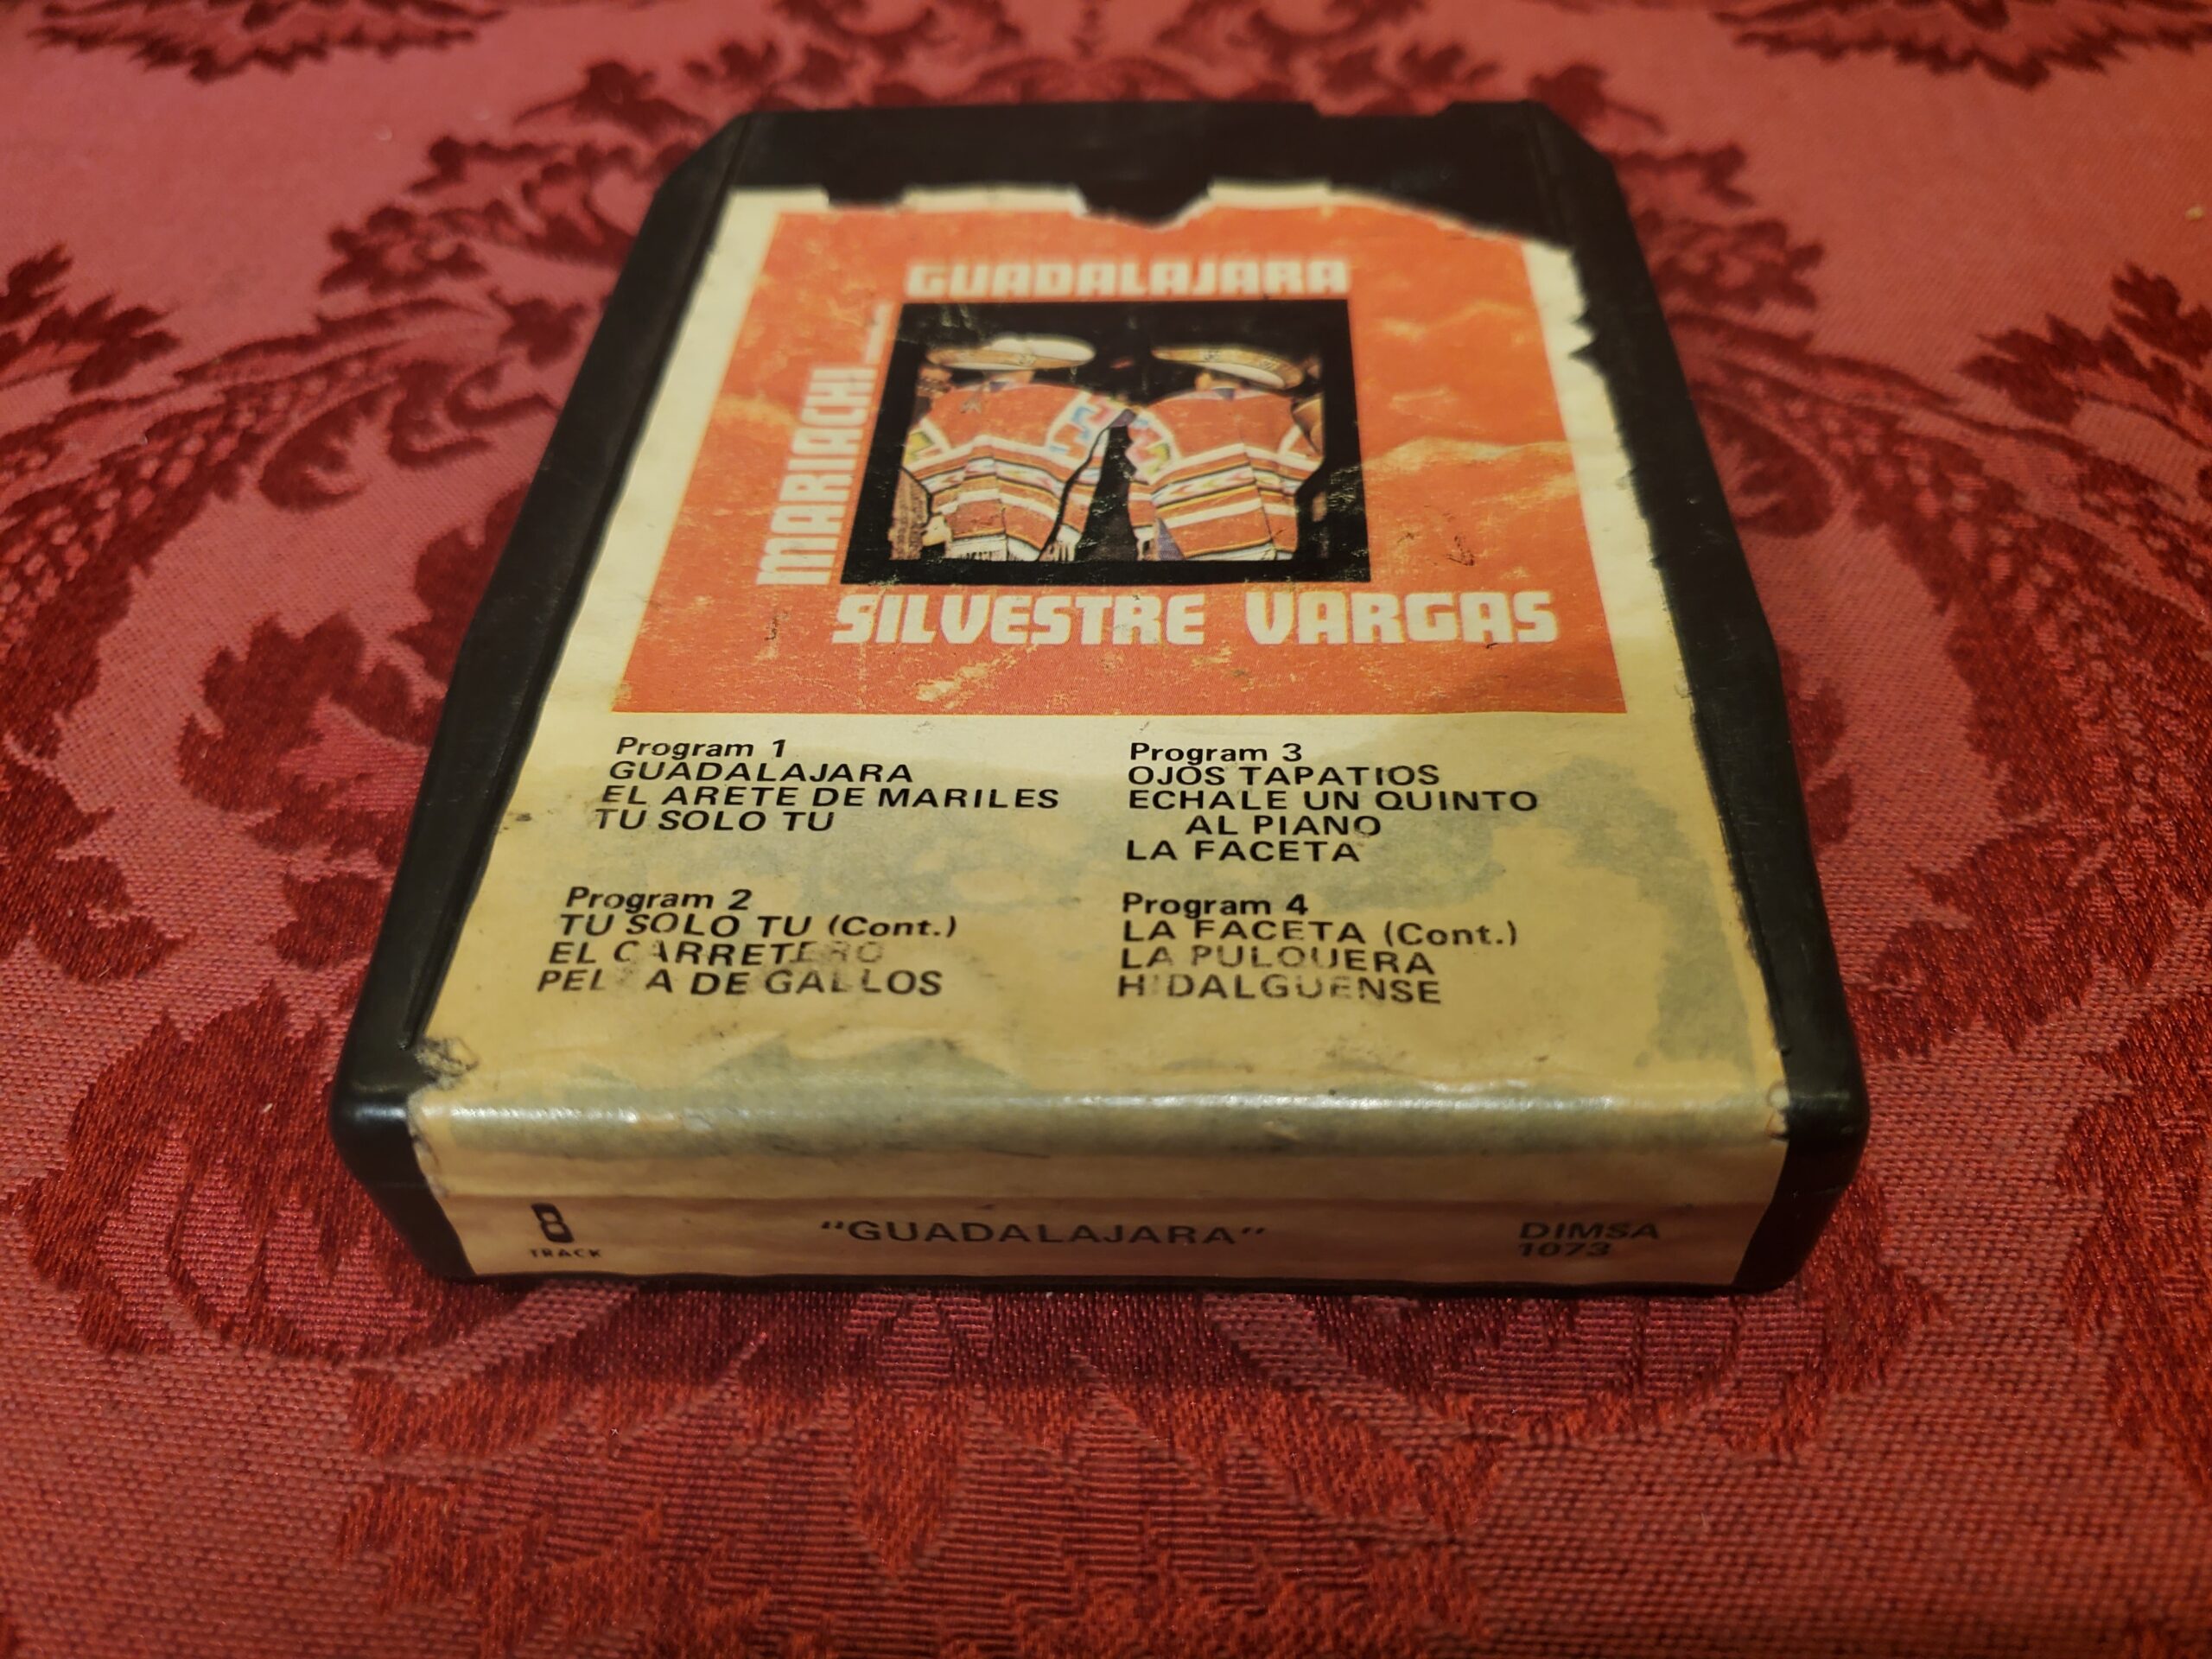 GUADALAJARA
MARIACHI
SILVESTRE VARGAS
Program 1
GUADALAJARA
EL ARETE DE MARILES
TU SOLO TU
Program 2
TU SOLO TU (Cont.)
EL CARRETERO
PELEA DE GALLOS
Program 3
OJOS TAPATIOS
ECHALE UN QUINTO
AL PIANO
LA FACETA
Program 4
LA FACETA (Cont.)
LA PULQUERA
HIDALGUENSE
8
TRACK
"GUADALAJARA"
DIMSA
1073